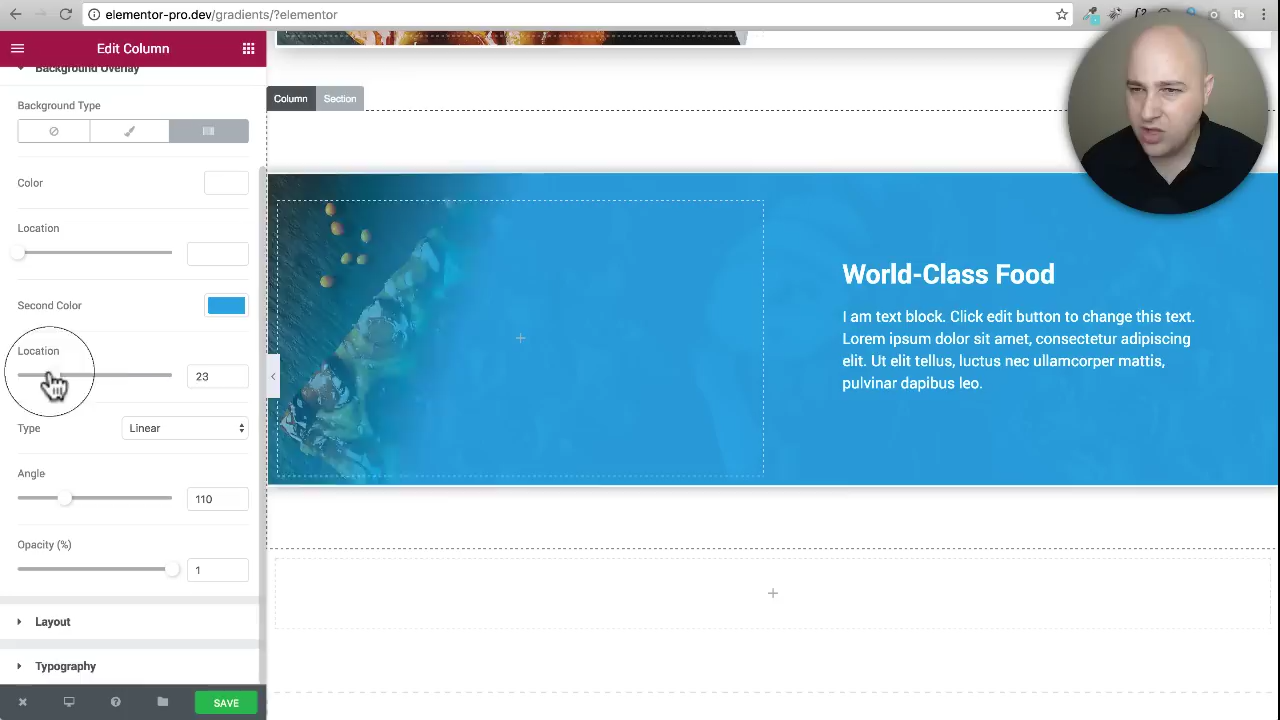 elementor-pro.dev/gradients/?elementor
Edit Column
Background Overlay
Background Type
Color
Location
Second Color
Location
23
Type
Linear
Angle
110
Opacity (%)
1
Layout
Typography
SAVE
Column
Section
World-Class Food
I am text block. Click edit button to change this text.
Lorem ipsum dolor sit amet, consectetur adipiscing
elit. Ut elit tellus, luctus nec ullamcorper mattis,
pulvinar dapibus leo.